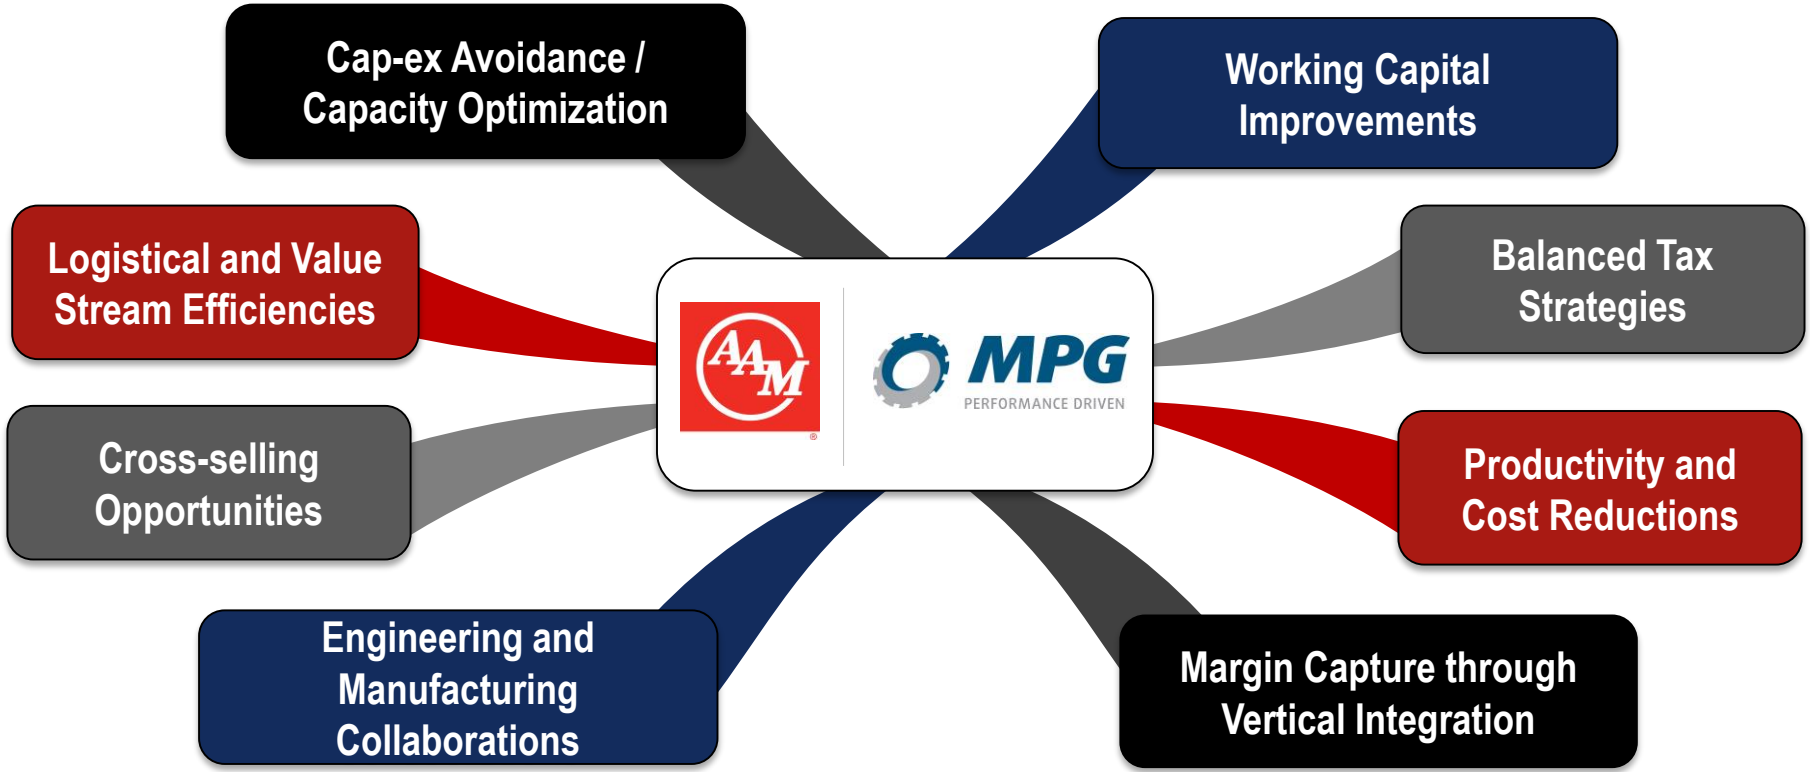 Cap-ex Avoidance /
Capacity Optimization
Working Capital
Improvements
Logistical and Value
Stream Efficiencies
Balanced Tax
Strategies
AAM
®
MPG
PERFORMANCE DRIVEN
Cross-selling
Opportunities
Productivity and
Cost Reductions
Engineering and
Manufacturing
Collaborations
Margin Capture through
Vertical Integration